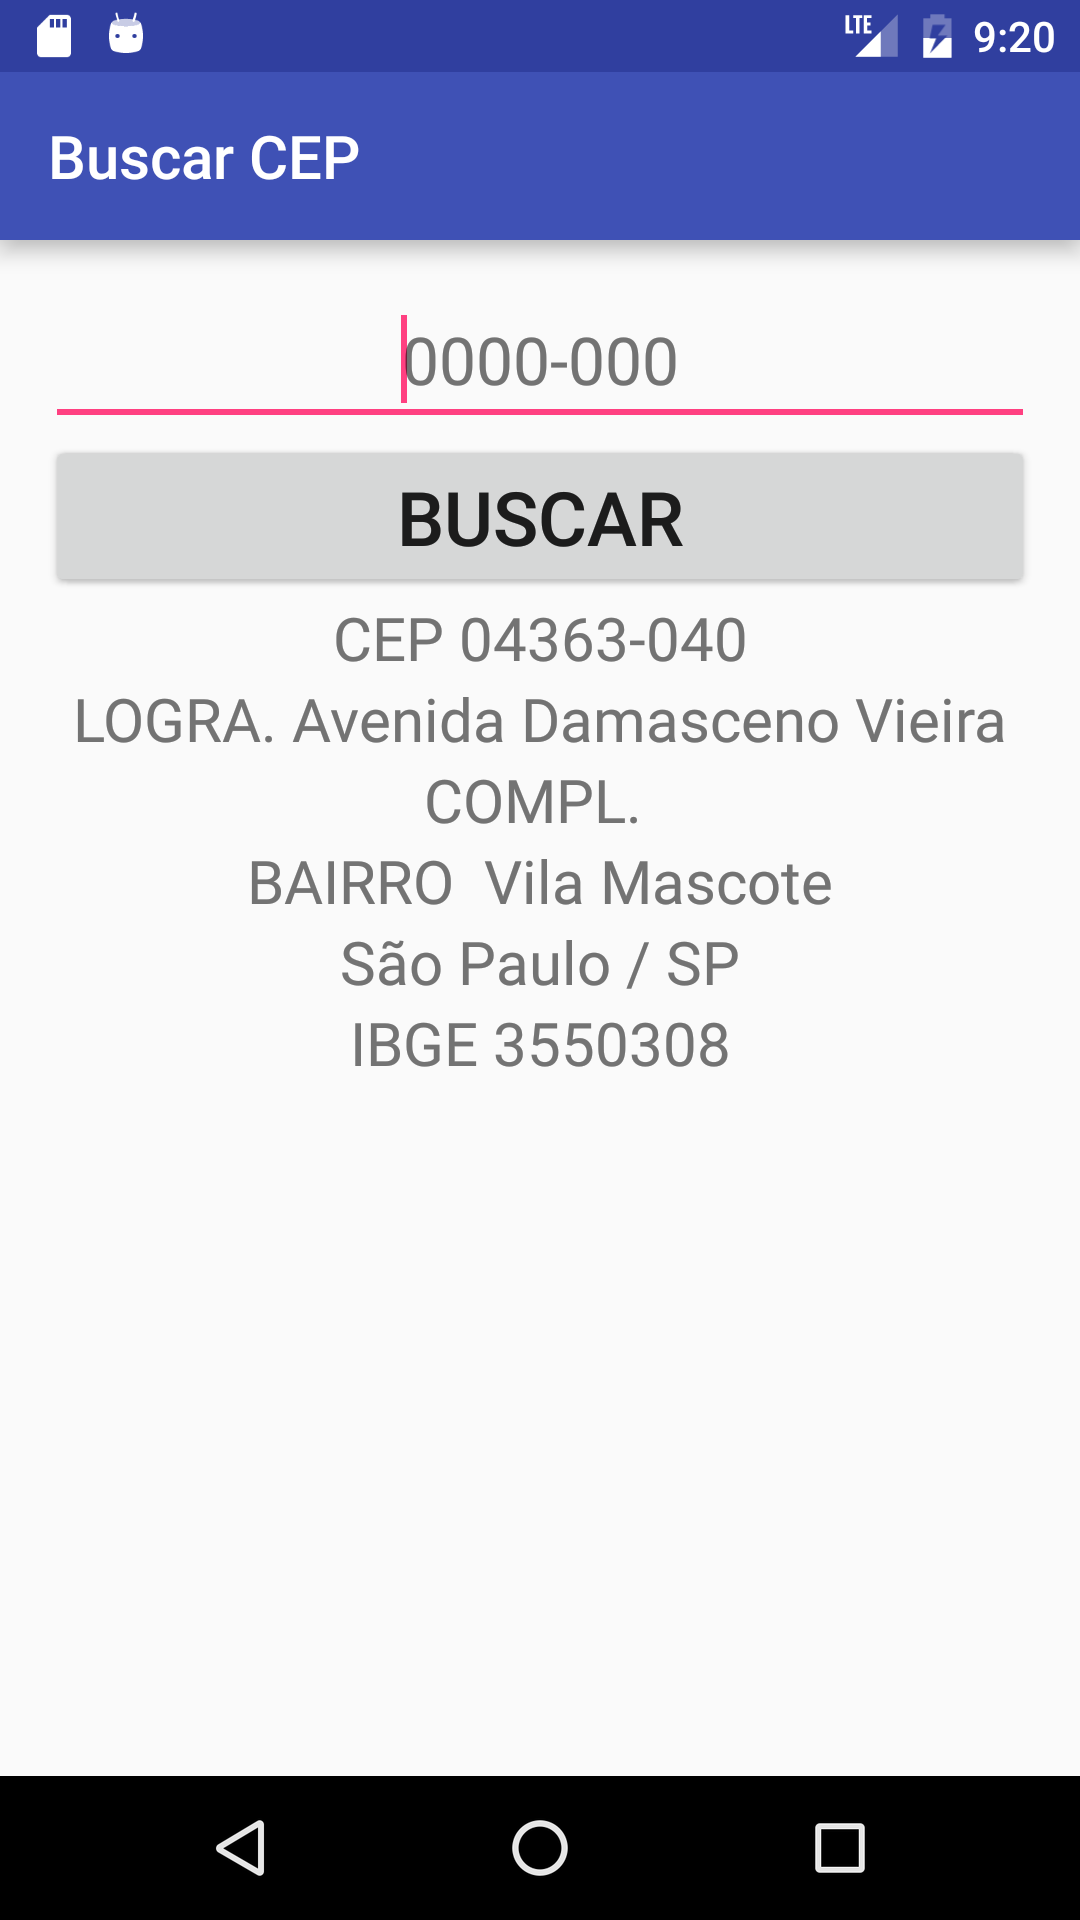 LTE 9:20
Buscar CEP
0000-000
BUSCAR
CEP 04363-040
LOGRA. Avenida Damasceno Vieira
COMPL.
BAIRRO  Vila Mascote
São Paulo / SP
IBGE 3550308